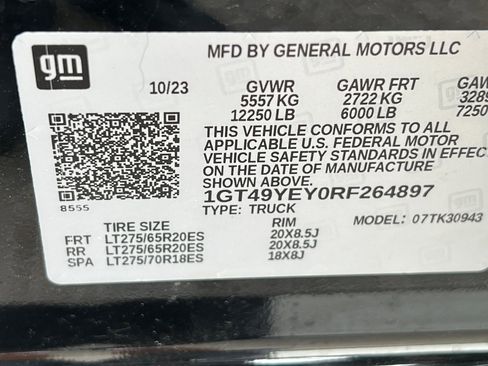 gm
MFD BY GENERAL MOTORS LLC
10/23 GVWR GAWR FRT GAW
5557 KG 2722 KG 3289
12250 LB 6000 LB 7250
THIS VEHICLE CONFORMS TO ALL
APPLICABLE U.S. FEDERAL MOTOR
VEHICLE SAFETY STANDARDS IN EFFEC
ON THE DATE OF MANUFACTURE
SHOWN ABOVE.
1GT49YEY0RF264897
8555 TYPE: TRUCK MODEL: 07TK30943
TIRE SIZE RIM
FRT LT275/65R20ES 20X8.5J
RR LT275/65R20ES 20X8.5J
SPA LT275/70R18ES 18X8J